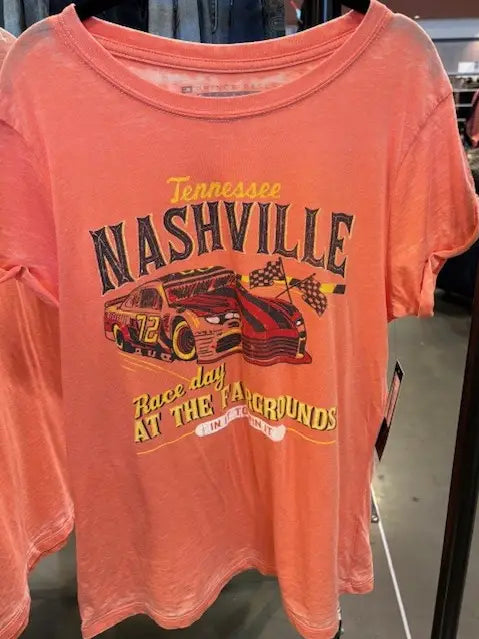 Tennessee
NASHVILLE
72
Race day
AT THE FAIRGROUNDS
IN IT TO WIN IT